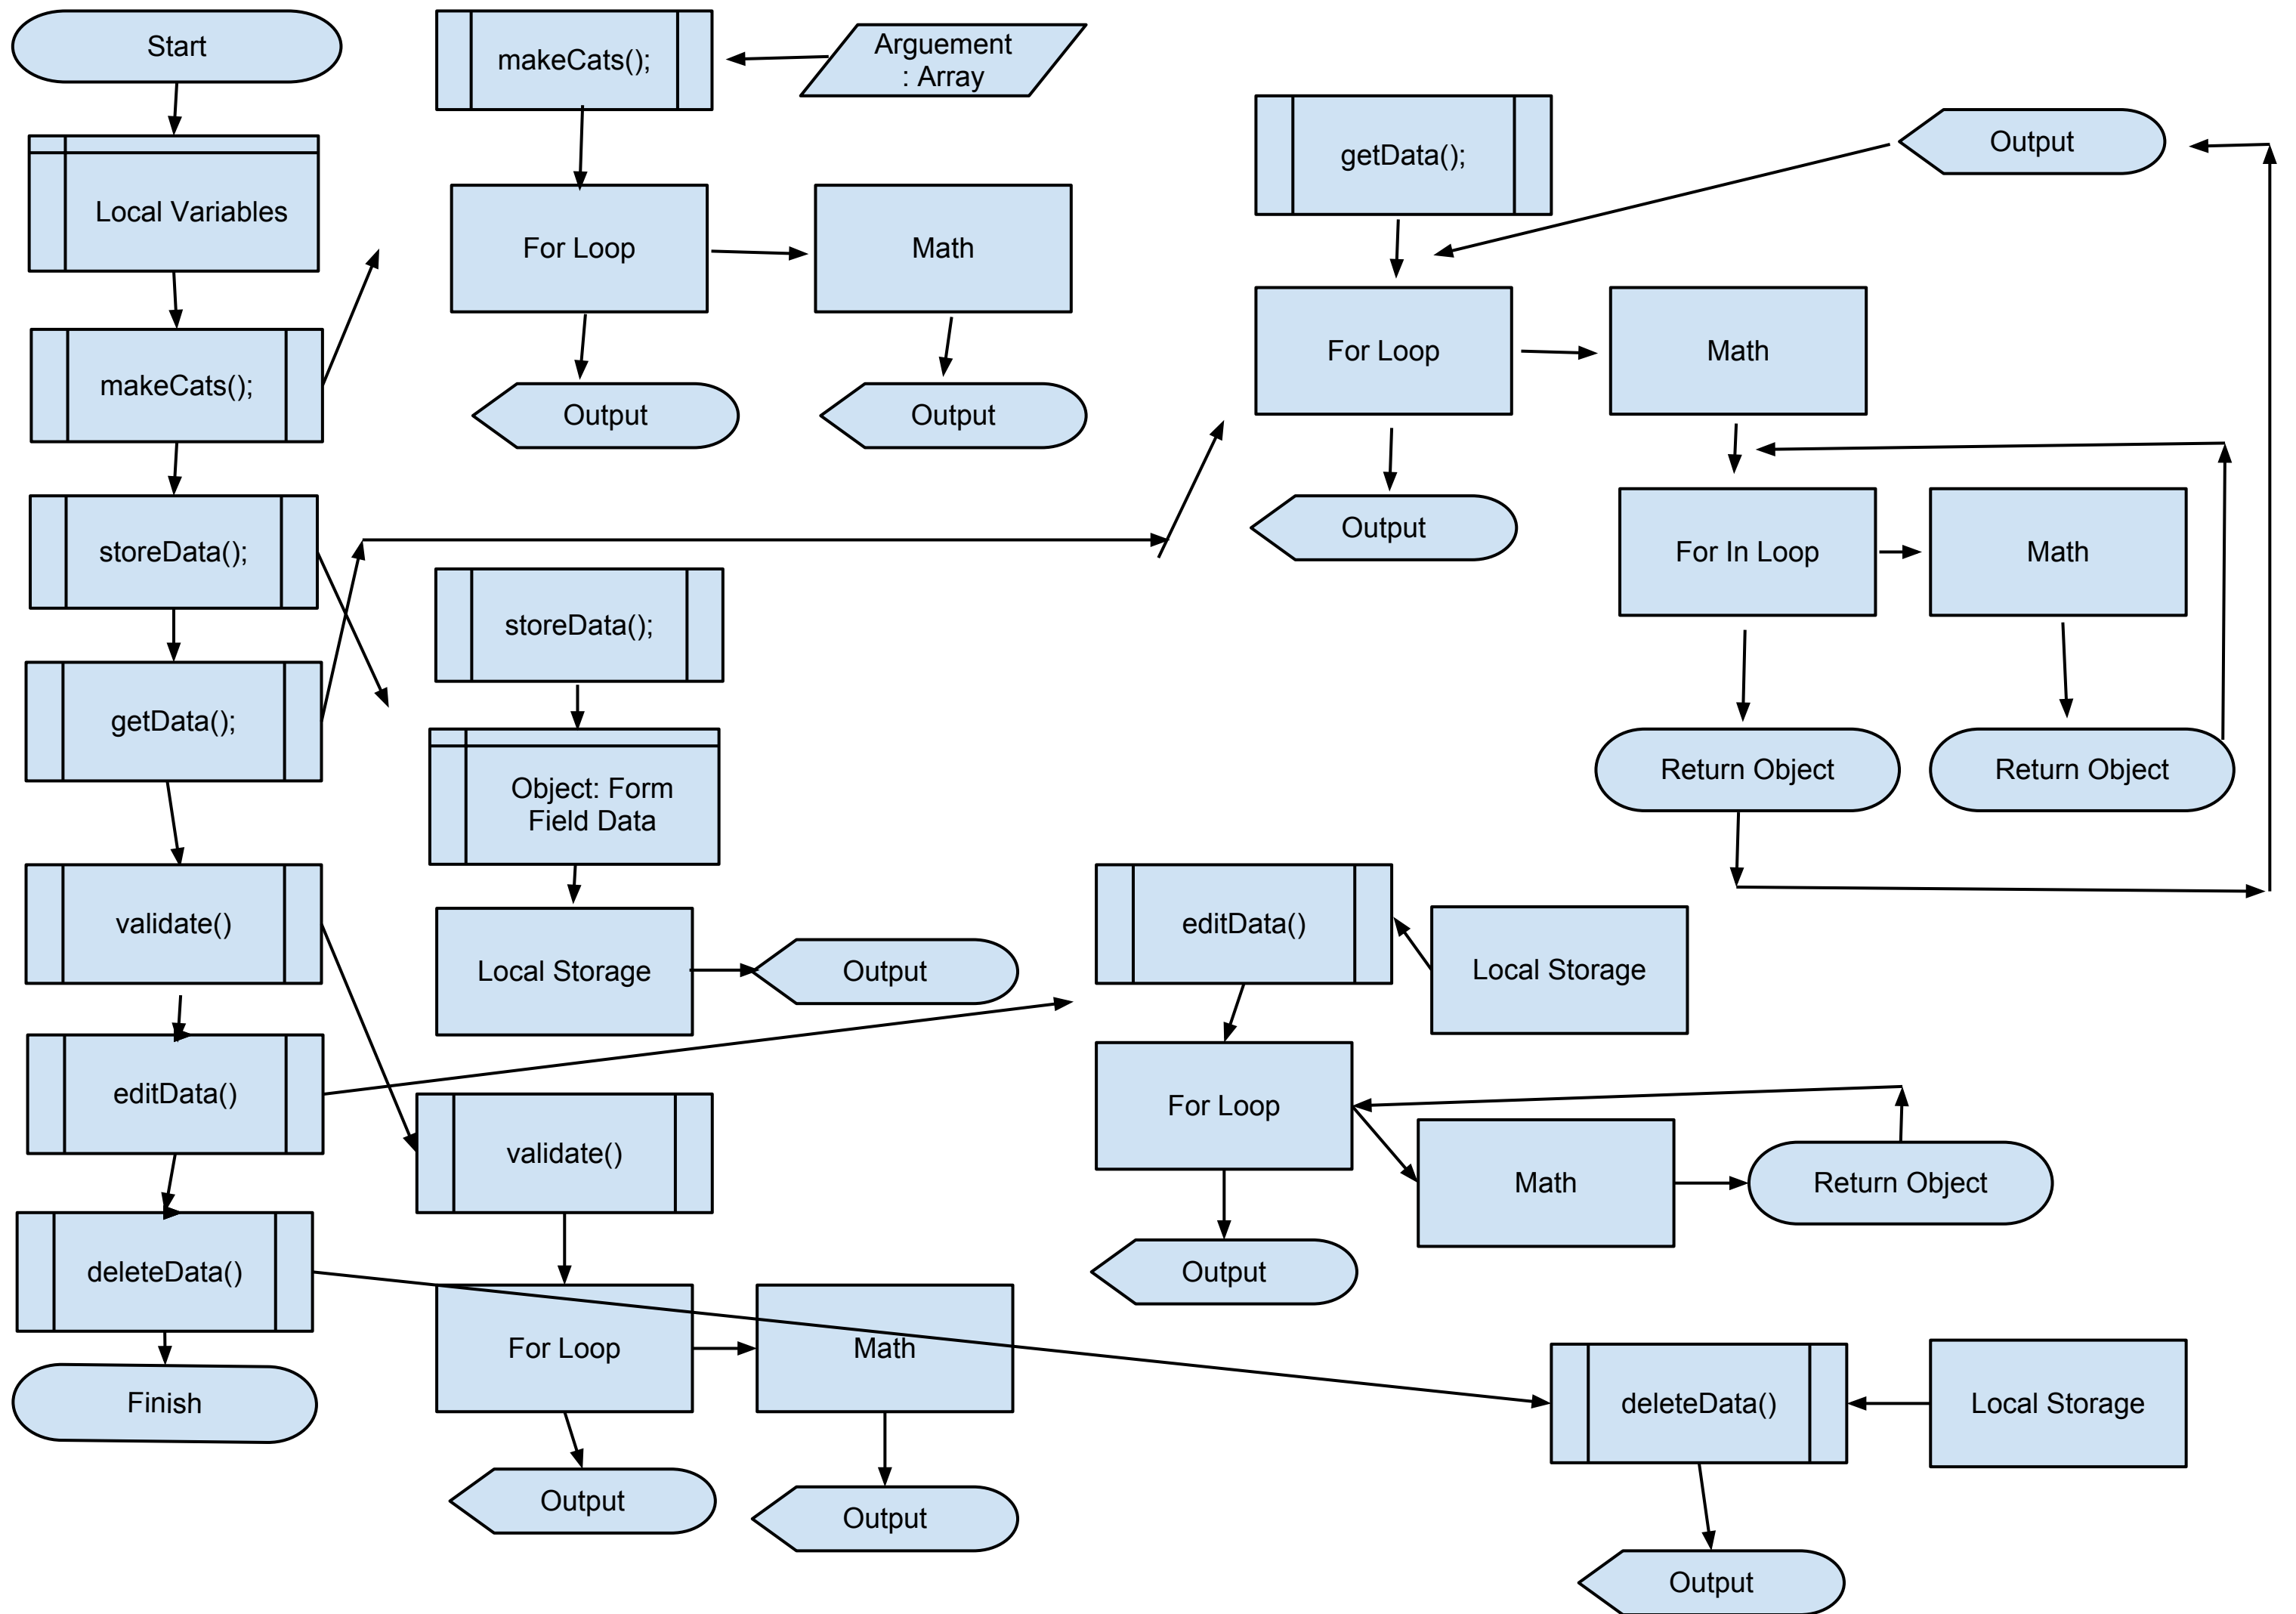 Start
Local Variables
makeCats();
storeData();
getData();
validate()
editData()
deleteData()
Finish
makeCats();
Arguement
: Array
For Loop
Math
Output
Output
storeData();
Object: Form
Field Data
Local Storage
Output
validate()
For Loop
Math
Output
Output
getData();
Output
For Loop
Math
Output
For In Loop
Math
Return Object
Return Object
editData()
Local Storage
For Loop
Math
Return Object
Output
deleteData()
Local Storage
Output